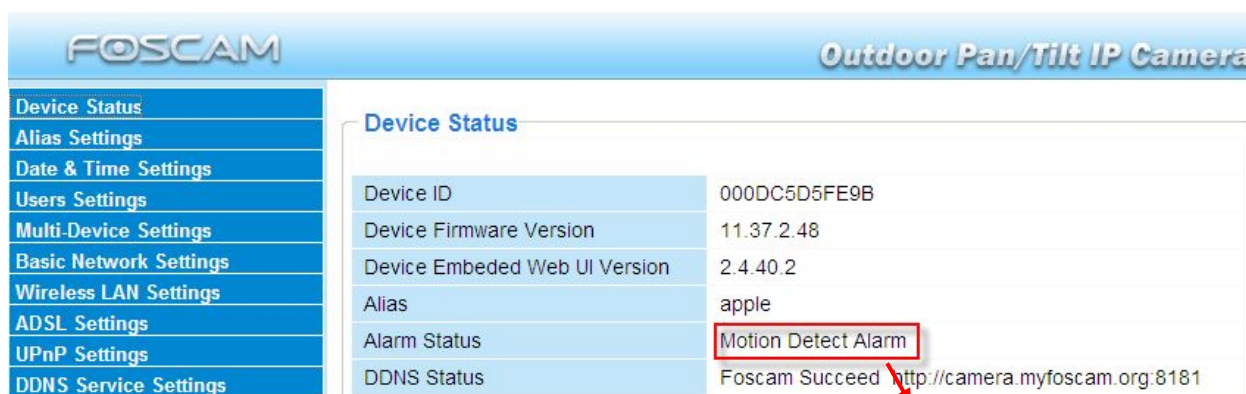 FOSCAM
Outdoor Pan/Tilt IP Camera
Device Status
Alias Settings
Date & Time Settings
Users Settings
Multi-Device Settings
Basic Network Settings
Wireless LAN Settings
ADSL Settings
UPnP Settings
DDNS Service Settings
Device Status
Device ID 000DC5D5FE9B
Device Firmware Version 11.37.2.48
Device Embeded Web UI Version 2.4.40.2
Alias apple
Alarm Status Motion Detect Alarm
DDNS Status Foscam Succeed http://camera.myfoscam.org:8181